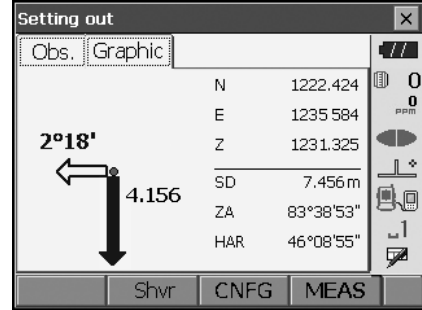 Setting out
Obs. Graphic
N 1222.424
E 1235 584
Z 1231.325
SD 7.456m
ZA 83°38'53"
HAR 46°08'55"
2°18'
4.156
0
0
PPM
1
Shvr CNFG MEAS